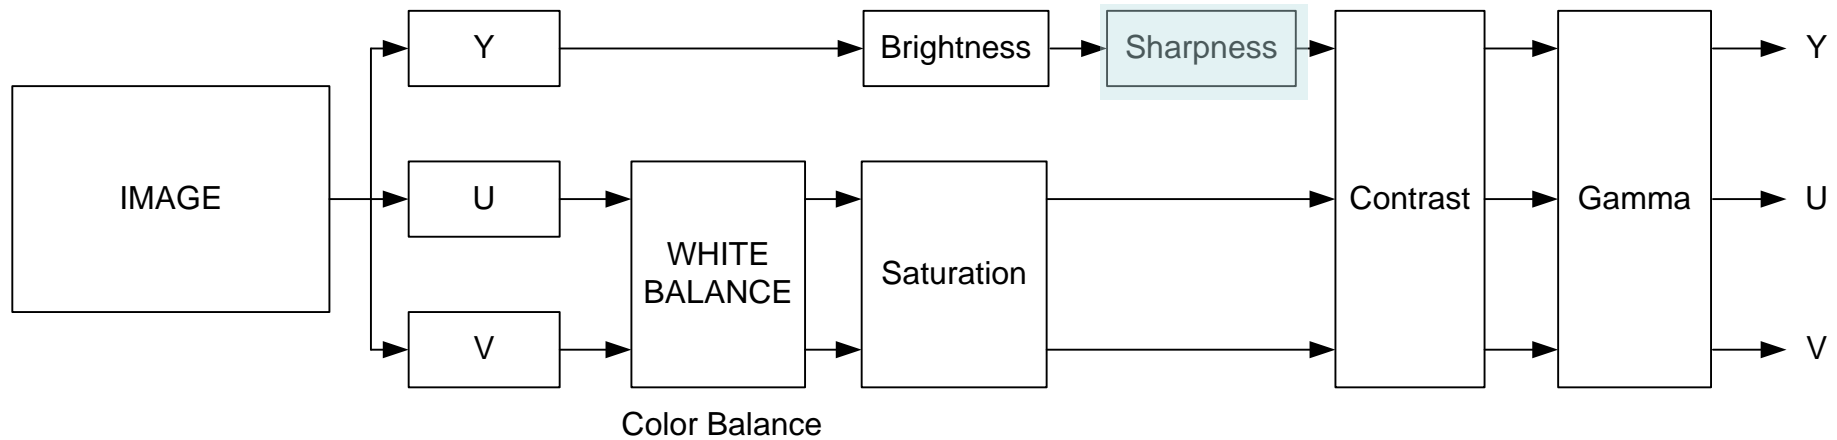 Y
Brightness
Sharpness
Y
IMAGE
U
WHITE
BALANCE
Saturation
Contrast
Gamma
U
V
V
Color Balance